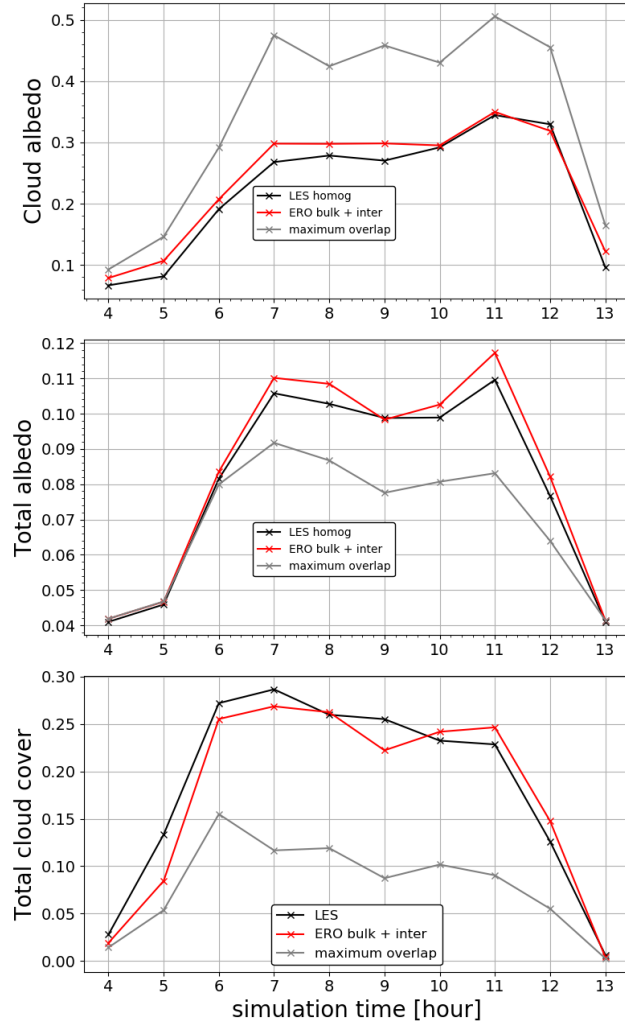 Cloud albedo
0.5
0.4
0.3
0.2
0.1
LES homog
ERO bulk + inter
maximum overlap
4 5 6 7 8 9 10 11 12 13
Total albedo
0.12
0.11
0.10
0.09
0.08
0.07
0.06
0.05
0.04
LES homog
ERO bulk + inter
maximum overlap
4 5 6 7 8 9 10 11 12 13
Total cloud cover
0.30
0.25
0.20
0.15
0.10
0.05
0.00
LES
ERO bulk + inter
maximum overlap
4 5 6 7 8 9 10 11 12 13
simulation time [hour]